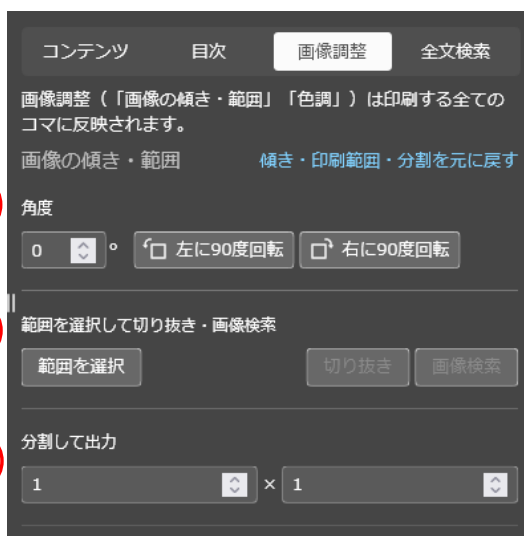 コンテンツ 目次 画像調整 全文検索
画像調整（「画像の傾き・範囲」「色調」）は印刷する全ての
コマに反映されます。
画像の傾き・範囲 傾き・印刷範囲・分割を元に戻す
角度
0 ° 左に90度回転 右に90度回転
範囲を選択して切り抜き・画像検索
範囲を選択 切り抜き 画像検索
分割して出力
1 × 1